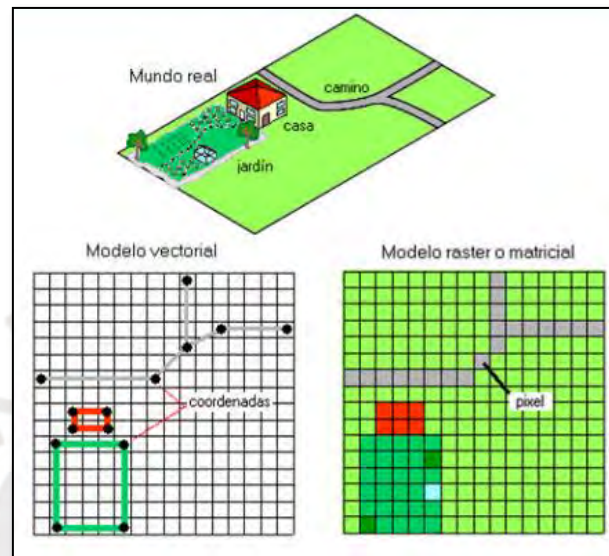 Mundo real
camino
casa
jardín
Modelo vectorial
Modelo raster o matricial
coordenadas
pixel